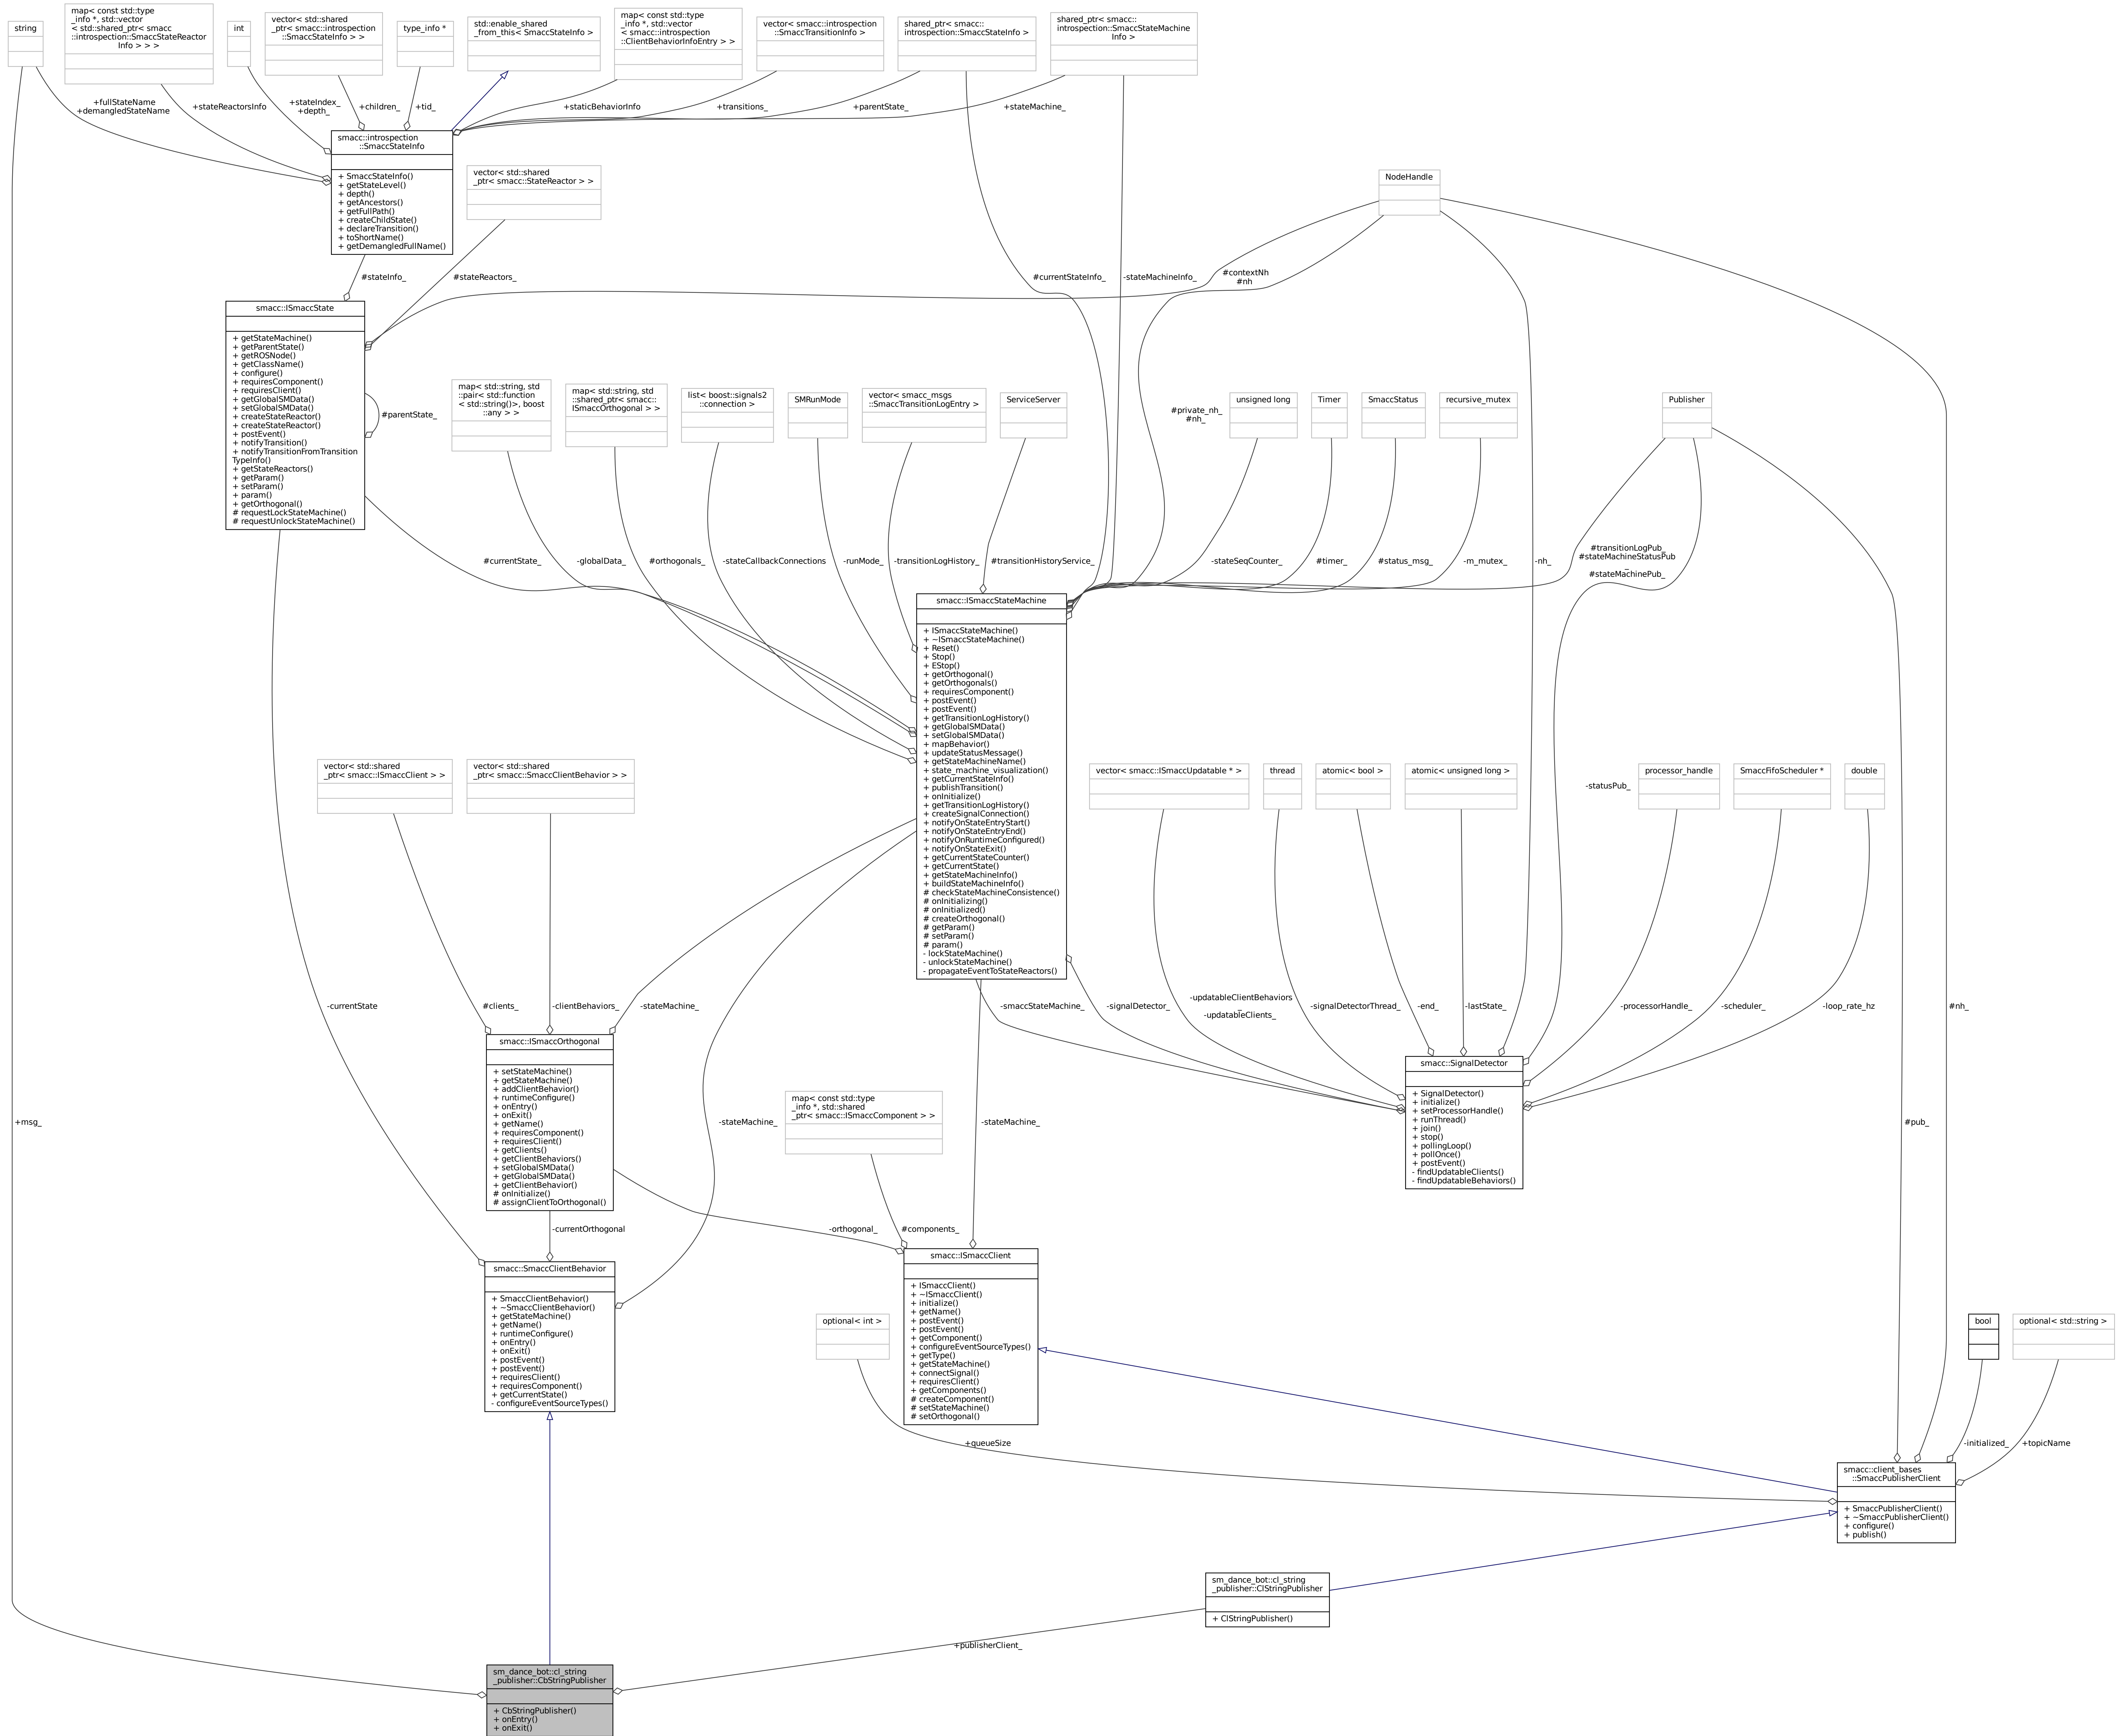 string
map< const std::type
_info *, std::vector
< std::shared_ptr< smacc
::introspection::SmaccStateReactor
Info > > >
int
vector< std::shared
_ptr< smacc::introspection
::SmaccStateInfo > >
type_info *
std::enable_shared
_from_this< SmaccStateInfo >
map< const std::type
_info *, std::vector
< smacc::introspection
::ClientBehaviorInfoEntry > >
vector< smacc::introspection
::SmaccTransitionInfo >
shared_ptr< smacc::
introspection::SmaccStateInfo >
shared_ptr< smacc::
introspection::SmaccStateMachine
Info >
+fullStateName
+demangledStateName
+stateReactorsInfo
+stateIndex_
+depth_
+children_
+tid_
+staticBehaviorInfo
+transitions_
+parentState_
+stateMachine_
smacc::introspection
::SmaccStateInfo
+ SmaccStateInfo()
+ getStateLevel()
+ depth()
+ getAncestors()
+ getFullPath()
+ createChildState()
+ declareTransition()
+ toShortName()
+ getDemangledFullName()
vector< std::shared
_ptr< smacc::StateReactor > >
NodeHandle
#stateInfo_
#stateReactors_
#currentStateInfo_
-stateMachineInfo_
#contextNh
#nh
smacc::ISmaccState
+ getStateMachine()
+ getParentState()
+ getROSNode()
+ getClassName()
+ configure()
+ requiresComponent()
+ requiresClient()
+ getGlobalSMData()
+ setGlobalSMData()
+ createStateReactor()
+ createStateReactor()
+ postEvent()
+ notifyTransition()
+ notifyTransitionFromTransition
TypeInfo()
+ getStateReactors()
+ getParam()
+ setParam()
+ param()
+ getOrthogonal()
# requestLockStateMachine()
# requestUnlockStateMachine()
#parentState_
map< std::string, std
::pair< std::function
< std::string()>, boost
::any > >
map< std::string, std
::shared_ptr< smacc::
ISmaccOrthogonal > >
list< boost::signals2
::connection >
SMRunMode
vector< smacc_msgs
::SmaccTransitionLogEntry >
ServiceServer
#private_nh_
#nh_
unsigned long
Timer
SmaccStatus
recursive_mutex
Publisher
#currentState_
-globalData_
#orthogonals_
-stateCallbackConnections
-runMode_
-transitionLogHistory_
#transitionHistoryService_
-stateSeqCounter_
#timer_
#status_msg_
-m_mutex_
-nh_
#transitionLogPub_
#stateMachineStatusPub
_
#stateMachinePub_
smacc::ISmaccStateMachine
+ ISmaccStateMachine()
+ ~ISmaccStateMachine()
+ Reset()
+ Stop()
+ EStop()
+ getOrthogonal()
+ getOrthogonals()
+ requiresComponent()
+ postEvent()
+ postEvent()
+ getTransitionLogHistory()
+ getGlobalSMData()
+ setGlobalSMData()
+ mapBehavior()
+ updateStatusMessage()
+ getStateMachineName()
+ state_machine_visualization()
+ getCurrentStateInfo()
+ publishTransition()
+ onInitialize()
+ getTransitionLogHistory()
+ createSignalConnection()
+ notifyOnStateEntryStart()
+ notifyOnStateEntryEnd()
+ notifyOnRuntimeConfigured()
+ notifyOnStateExit()
+ getCurrentStateCounter()
+ getCurrentState()
+ getStateMachineInfo()
+ buildStateMachineInfo()
# checkStateMachineConsistence()
# onInitializing()
# onInitialized()
# createOrthogonal()
# getParam()
# setParam()
# param()
- lockStateMachine()
- unlockStateMachine()
- propagateEventToStateReactors()
vector< std::shared
_ptr< smacc::ISmaccClient > >
vector< std::shared
_ptr< smacc::SmaccClientBehavior > >
vector< smacc::ISmaccUpdatable * >
thread
atomic< bool >
atomic< unsigned long >
-statusPub_
processor_handle
SmaccFifoScheduler *
double
-currentState
#clients_
-clientBehaviors_
-stateMachine_
-smaccStateMachine_
-signalDetector_
-updatableClientBehaviors
_
-updatableClients_
-signalDetectorThread_
-end_
-lastState_
-processorHandle_
-scheduler_
-loop_rate_hz
#nh_
smacc::ISmaccOrthogonal
+ setStateMachine()
+ getStateMachine()
+ addClientBehavior()
+ runtimeConfigure()
+ onEntry()
+ onExit()
+ getName()
+ requiresComponent()
+ requiresClient()
+ getClients()
+ getClientBehaviors()
+ setGlobalSMData()
+ getGlobalSMData()
+ getClientBehavior()
# onInitialize()
# assignClientToOrthogonal()
smacc::SignalDetector
+ SignalDetector()
+ initialize()
+ setProcessorHandle()
+ runThread()
+ join()
+ stop()
+ pollingLoop()
+ pollOnce()
+ postEvent()
- findUpdatableClients()
- findUpdatableBehaviors()
map< const std::type
_info *, std::shared
_ptr< smacc::ISmaccComponent > >
+msg_
-stateMachine_
-stateMachine_
#pub_
-currentOrthogonal
-orthogonal_
#components_
smacc::SmaccClientBehavior
+ SmaccClientBehavior()
+ ~SmaccClientBehavior()
+ getStateMachine()
+ getName()
+ runtimeConfigure()
+ onEntry()
+ onExit()
+ postEvent()
+ postEvent()
+ requiresClient()
+ requiresComponent()
+ getCurrentState()
- configureEventSourceTypes()
smacc::ISmaccClient
+ ISmaccClient()
+ ~ISmaccClient()
+ initialize()
+ getName()
+ postEvent()
+ postEvent()
+ getComponent()
+ configureEventSourceTypes()
+ getType()
+ getStateMachine()
+ connectSignal()
+ requiresClient()
+ getComponents()
# createComponent()
# setStateMachine()
# setOrthogonal()
optional< int >
bool
optional< std::string >
+queueSize
-initialized_
+topicName
smacc::client_bases
::SmaccPublisherClient
+ SmaccPublisherClient()
+ ~SmaccPublisherClient()
+ configure()
+ publish()
sm_dance_bot::cl_string
_publisher::ClStringPublisher
+ ClStringPublisher()
+publisherClient_
sm_dance_bot::cl_string
_publisher::CbStringPublisher
+ CbStringPublisher()
+ onEntry()
+ onExit()